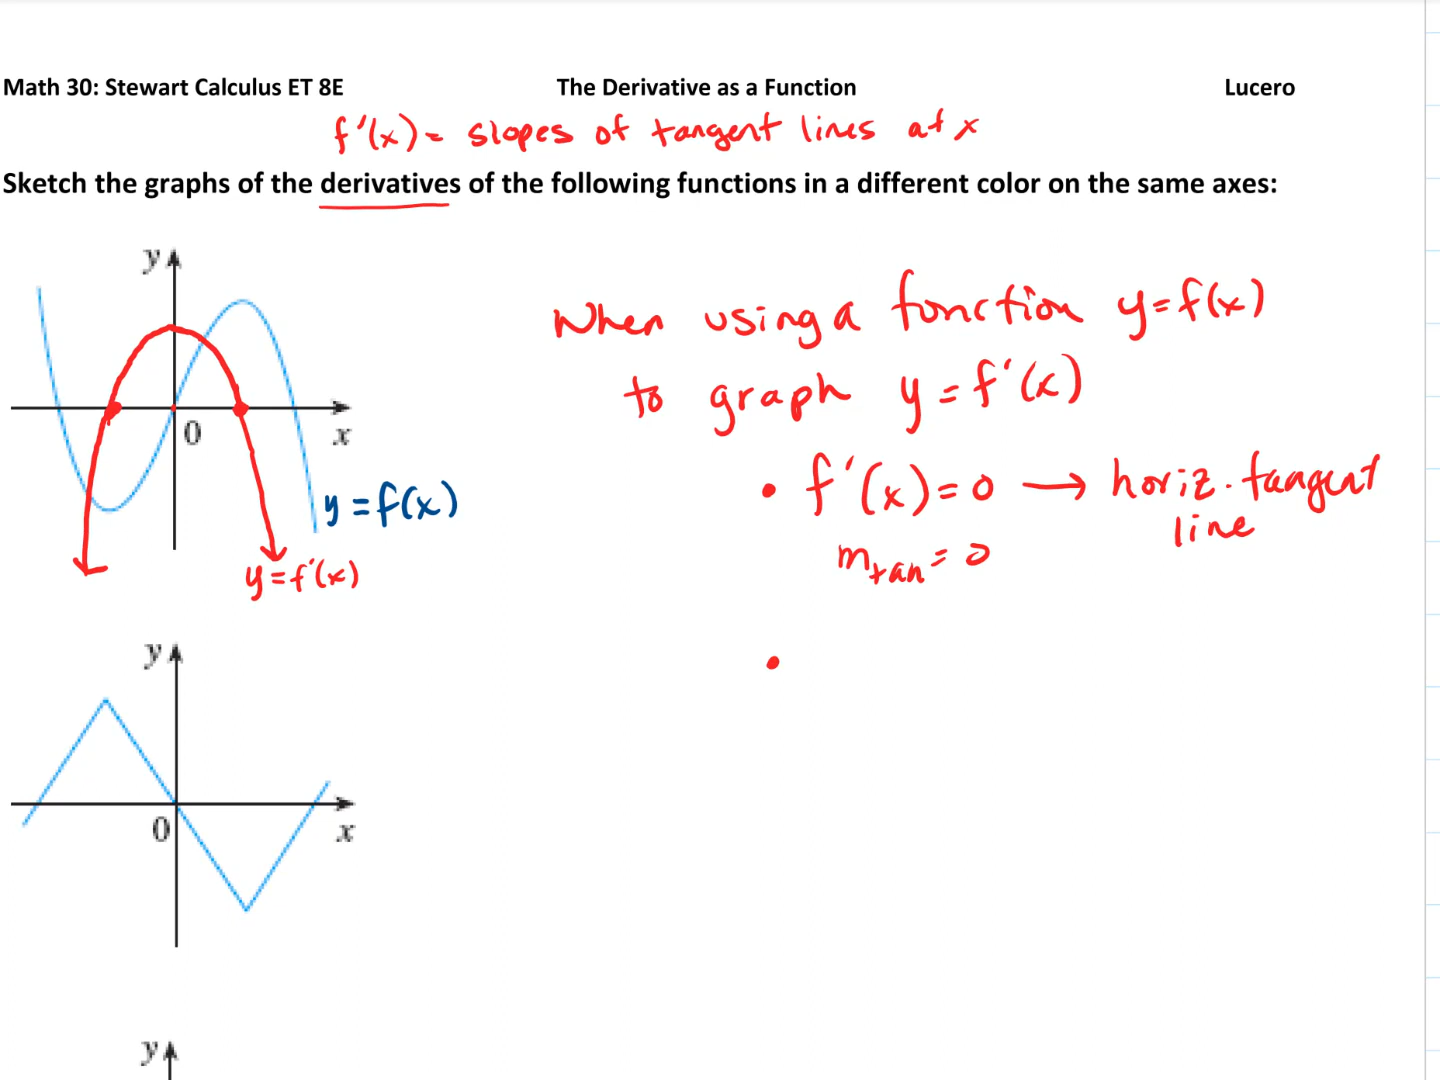 Math 30: Stewart Calculus ET 8E The Derivative as a Function Lucero
f'(x) = slopes of tangent lines at x
Sketch the graphs of the derivatives of the following functions in a different color on the same axes:
y
0
x
y = f(x)
y = f'(x)
When using a function y = f(x)
to graph y = f'(x)
• f'(x) = 0 → horiz. tangent
line
m tan = 0
•
y
0
x
y